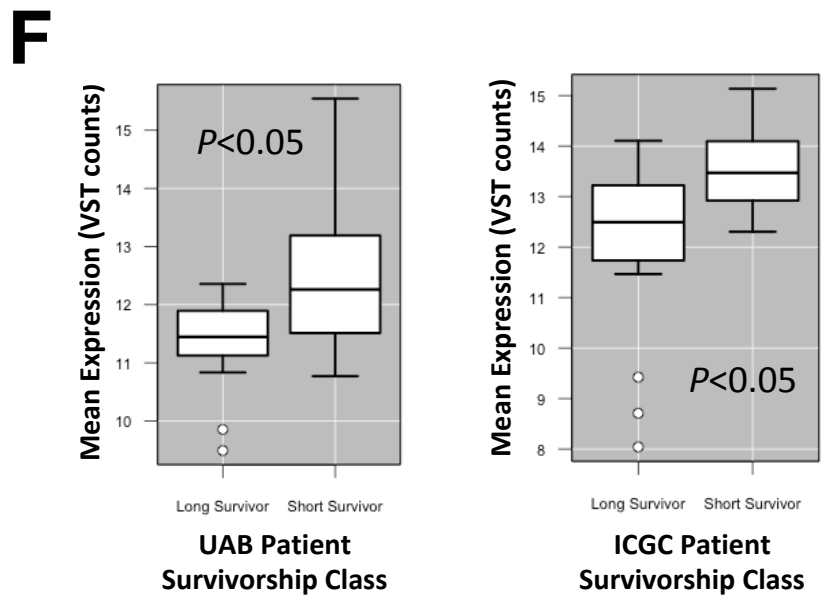 F
Mean Expression (VST counts)
15
14
13
12
11
10
P<0.05
Long Survivor Short Survivor
UAB Patient
Survivorship Class
Mean Expression (VST counts)
15
14
13
12
11
10
9
8
P<0.05
Long Survivor Short Survivor
ICGC Patient
Survivorship Class